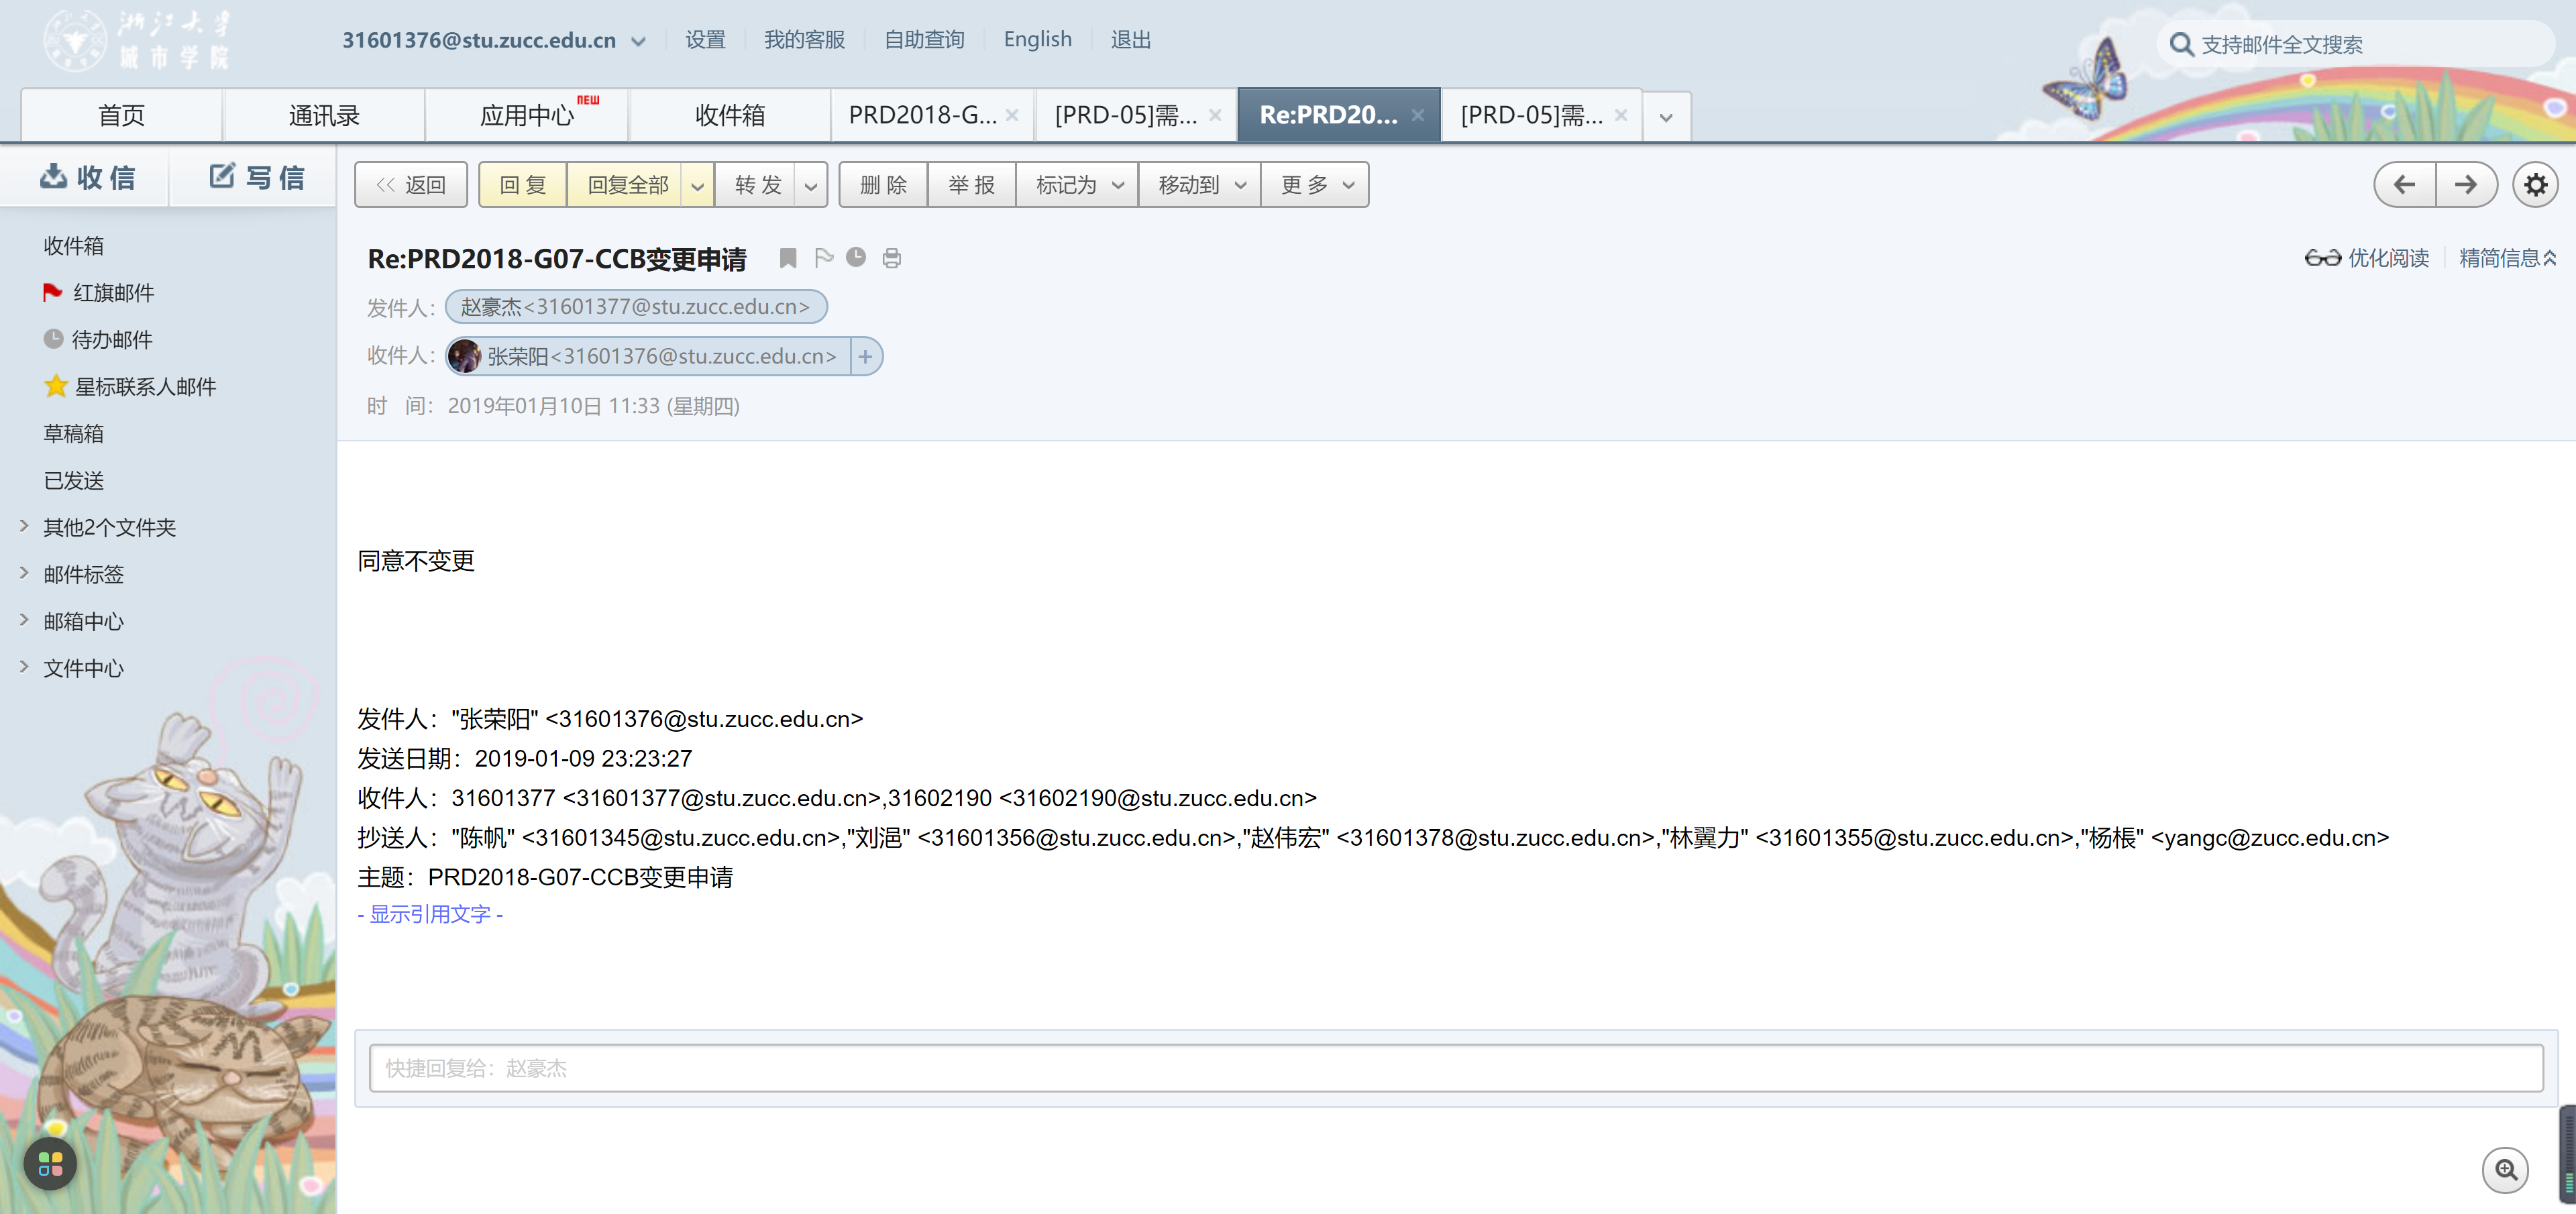 浙江大学
城市学院
31601376@stu.zucc.edu.cn 设置 我的客服 自助查询 English 退出
支持邮件全文搜索
首页 通讯录 应用中心 NEW 收件箱 PRD2018-G... [PRD-05]需... Re:PRD20... [PRD-05]需...
收信 写信
<< 返回 回复 回复全部 转发 删除 举报 标记为 移动到 更多
收件箱
红旗邮件
待办邮件
星标联系人邮件
草稿箱
已发送
其他2个文件夹
邮件标签
邮箱中心
文件中心
Re:PRD2018-G07-CCB变更申请
优化阅读 精简信息
发件人： 赵豪杰<31601377@stu.zucc.edu.cn>
收件人： 张荣阳<31601376@stu.zucc.edu.cn> +
时 间： 2019年01月10日 11:33 (星期四)
同意不变更
发件人："张荣阳" <31601376@stu.zucc.edu.cn>
发送日期：2019-01-09 23:23:27
收件人：31601377 <31601377@stu.zucc.edu.cn>,31602190 <31602190@stu.zucc.edu.cn>
抄送人："陈帆" <31601345@stu.zucc.edu.cn>,"刘浥" <31601356@stu.zucc.edu.cn>,"赵伟宏" <31601378@stu.zucc.edu.cn>,"林翼力" <31601355@stu.zucc.edu.cn>,"杨枨" <yangc@zucc.edu.cn>
主题：PRD2018-G07-CCB变更申请
- 显示引用文字 -
快捷回复给：赵豪杰